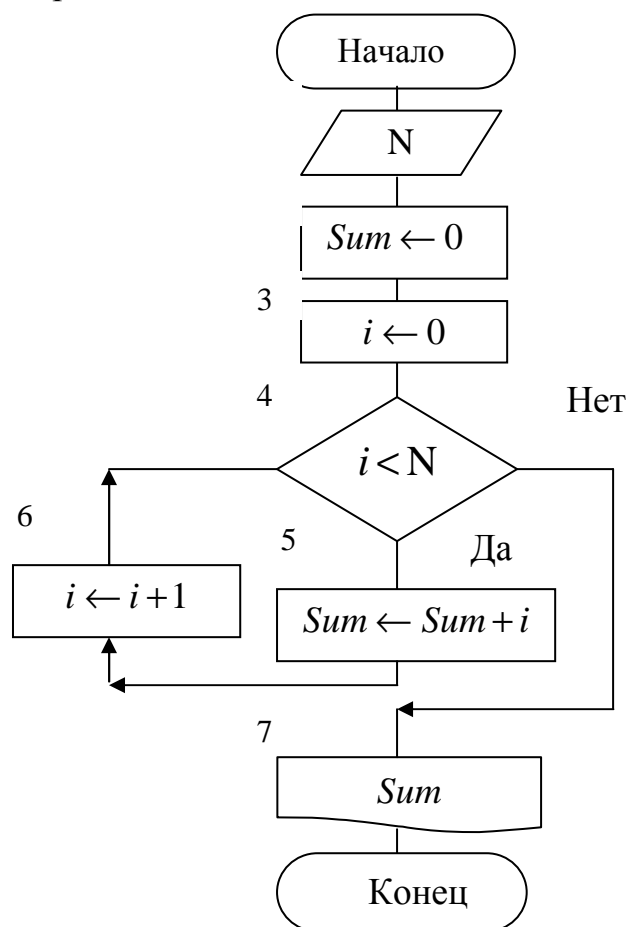 Начало
N
Sum ← 0
3
i ← 0
4
Нет
i < N
6
5
Да
i ← i + 1
Sum ← Sum + i
7
Sum
Конец